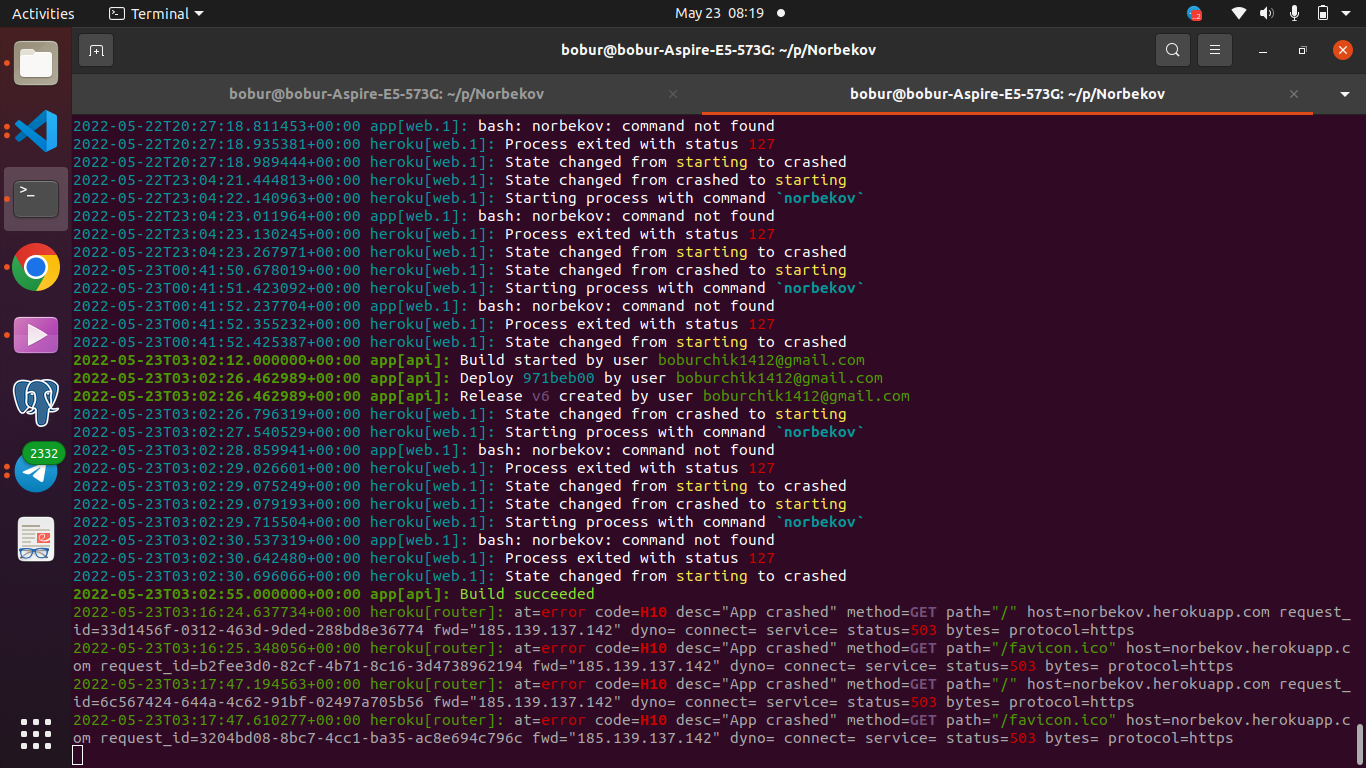 Activities
Terminal
May 23 08:19
2
bobur@bobur-Aspire-E5-573G: ~/p/Norbekov
bobur@bobur-Aspire-E5-573G: ~/p/Norbekov
bobur@bobur-Aspire-E5-573G: ~/p/Norbekov
2022-05-22T20:27:18.811453+00:00 app[web.1]: bash: norbekov: command not found
2022-05-22T20:27:18.935381+00:00 heroku[web.1]: Process exited with status 127
2022-05-22T20:27:18.989444+00:00 heroku[web.1]: State changed from starting to crashed
2022-05-22T23:04:21.444813+00:00 heroku[web.1]: State changed from crashed to starting
2022-05-22T23:04:22.140963+00:00 heroku[web.1]: Starting process with command `norbekov`
2022-05-22T23:04:23.011964+00:00 app[web.1]: bash: norbekov: command not found
2022-05-22T23:04:23.130245+00:00 heroku[web.1]: Process exited with status 127
2022-05-22T23:04:23.267971+00:00 heroku[web.1]: State changed from starting to crashed
2022-05-23T00:41:50.678019+00:00 heroku[web.1]: State changed from crashed to starting
2022-05-23T00:41:51.423092+00:00 heroku[web.1]: Starting process with command `norbekov`
2022-05-23T00:41:52.237704+00:00 app[web.1]: bash: norbekov: command not found
2022-05-23T00:41:52.355232+00:00 heroku[web.1]: Process exited with status 127
2022-05-23T00:41:52.425387+00:00 heroku[web.1]: State changed from starting to crashed
2022-05-23T03:02:12.000000+00:00 app[api]: Build started by user boburchik1412@gmail.com
2022-05-23T03:02:26.462989+00:00 app[api]: Deploy 971beb00 by user boburchik1412@gmail.com
2022-05-23T03:02:26.462989+00:00 app[api]: Release v6 created by user boburchik1412@gmail.com
2022-05-23T03:02:26.796319+00:00 heroku[web.1]: State changed from crashed to starting
2022-05-23T03:02:27.540529+00:00 heroku[web.1]: Starting process with command `norbekov`
2022-05-23T03:02:28.859941+00:00 app[web.1]: bash: norbekov: command not found
2022-05-23T03:02:29.026601+00:00 heroku[web.1]: Process exited with status 127
2022-05-23T03:02:29.075249+00:00 heroku[web.1]: State changed from starting to crashed
2022-05-23T03:02:29.079193+00:00 heroku[web.1]: State changed from crashed to starting
2022-05-23T03:02:29.715504+00:00 heroku[web.1]: Starting process with command `norbekov`
2022-05-23T03:02:30.537319+00:00 app[web.1]: bash: norbekov: command not found
2022-05-23T03:02:30.642480+00:00 heroku[web.1]: Process exited with status 127
2022-05-23T03:02:30.696066+00:00 heroku[web.1]: State changed from starting to crashed
2022-05-23T03:02:55.000000+00:00 app[api]: Build succeeded
2022-05-23T03:16:24.637734+00:00 heroku[router]: at=error code=H10 desc="App crashed" method=GET path="/" host=norbekov.herokuapp.com request_
id=33d1456f-0312-463d-9ded-288bd8e36774 fwd="185.139.137.142" dyno= connect= service= status=503 bytes= protocol=https
2022-05-23T03:16:25.348056+00:00 heroku[router]: at=error code=H10 desc="App crashed" method=GET path="/favicon.ico" host=norbekov.herokuapp.c
om request_id=b2fee3d0-82cf-4b71-8c16-3d4738962194 fwd="185.139.137.142" dyno= connect= service= status=503 bytes= protocol=https
2022-05-23T03:17:47.194563+00:00 heroku[router]: at=error code=H10 desc="App crashed" method=GET path="/" host=norbekov.herokuapp.com request_
id=6c567424-644a-4c62-91bf-02497a705b56 fwd="185.139.137.142" dyno= connect= service= status=503 bytes= protocol=https
2022-05-23T03:17:47.610277+00:00 heroku[router]: at=error code=H10 desc="App crashed" method=GET path="/favicon.ico" host=norbekov.herokuapp.c
om request_id=3204bd08-8bc7-4cc1-ba35-ac8e694c796c fwd="185.139.137.142" dyno= connect= service= status=503 bytes= protocol=https
>_
2332